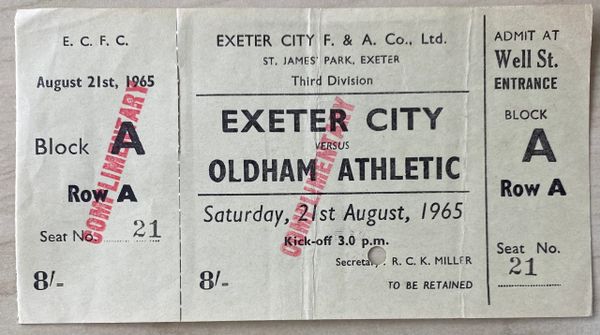 E. C. F. C.
August 21st, 1965
Block A
Row A
Seat No. 21
8/-
COMPLIMENTARY
EXETER CITY F. & A. Co., Ltd.
ST. JAMES' PARK, EXETER
Third Division
EXETER CITY
VERSUS
OLDHAM ATHLETIC
Saturday, 21st August, 1965
Kick-off 3.0 p.m.
Secretary: R. C. K. MILLER
8/-
TO BE RETAINED
COMPLIMENTARY
ADMIT AT
Well St.
ENTRANCE
BLOCK
A
Row A
Seat No.
21